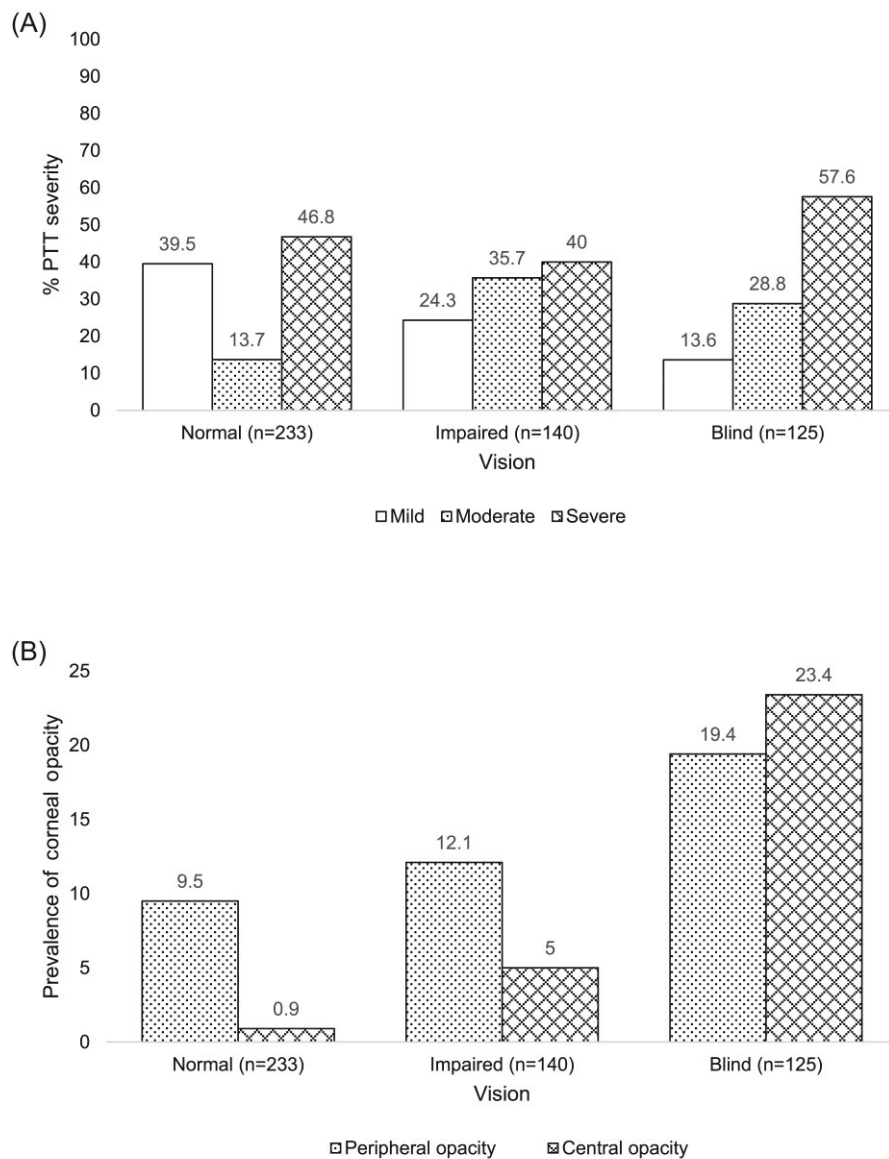 (A)
100
90
80
70
60
50
40
30
20
10
0
% PTT severity
39.5
13.7
46.8
24.3
35.7
40
13.6
28.8
57.6
Normal (n=233)
Impaired (n=140)
Blind (n=125)
Vision
Mild Moderate Severe
(B)
25
20
15
10
5
0
Prevalence of corneal opacity
9.5
0.9
12.1
5
19.4
23.4
Normal (n=233)
Impaired (n=140)
Blind (n=125)
Vision
Peripheral opacity Central opacity